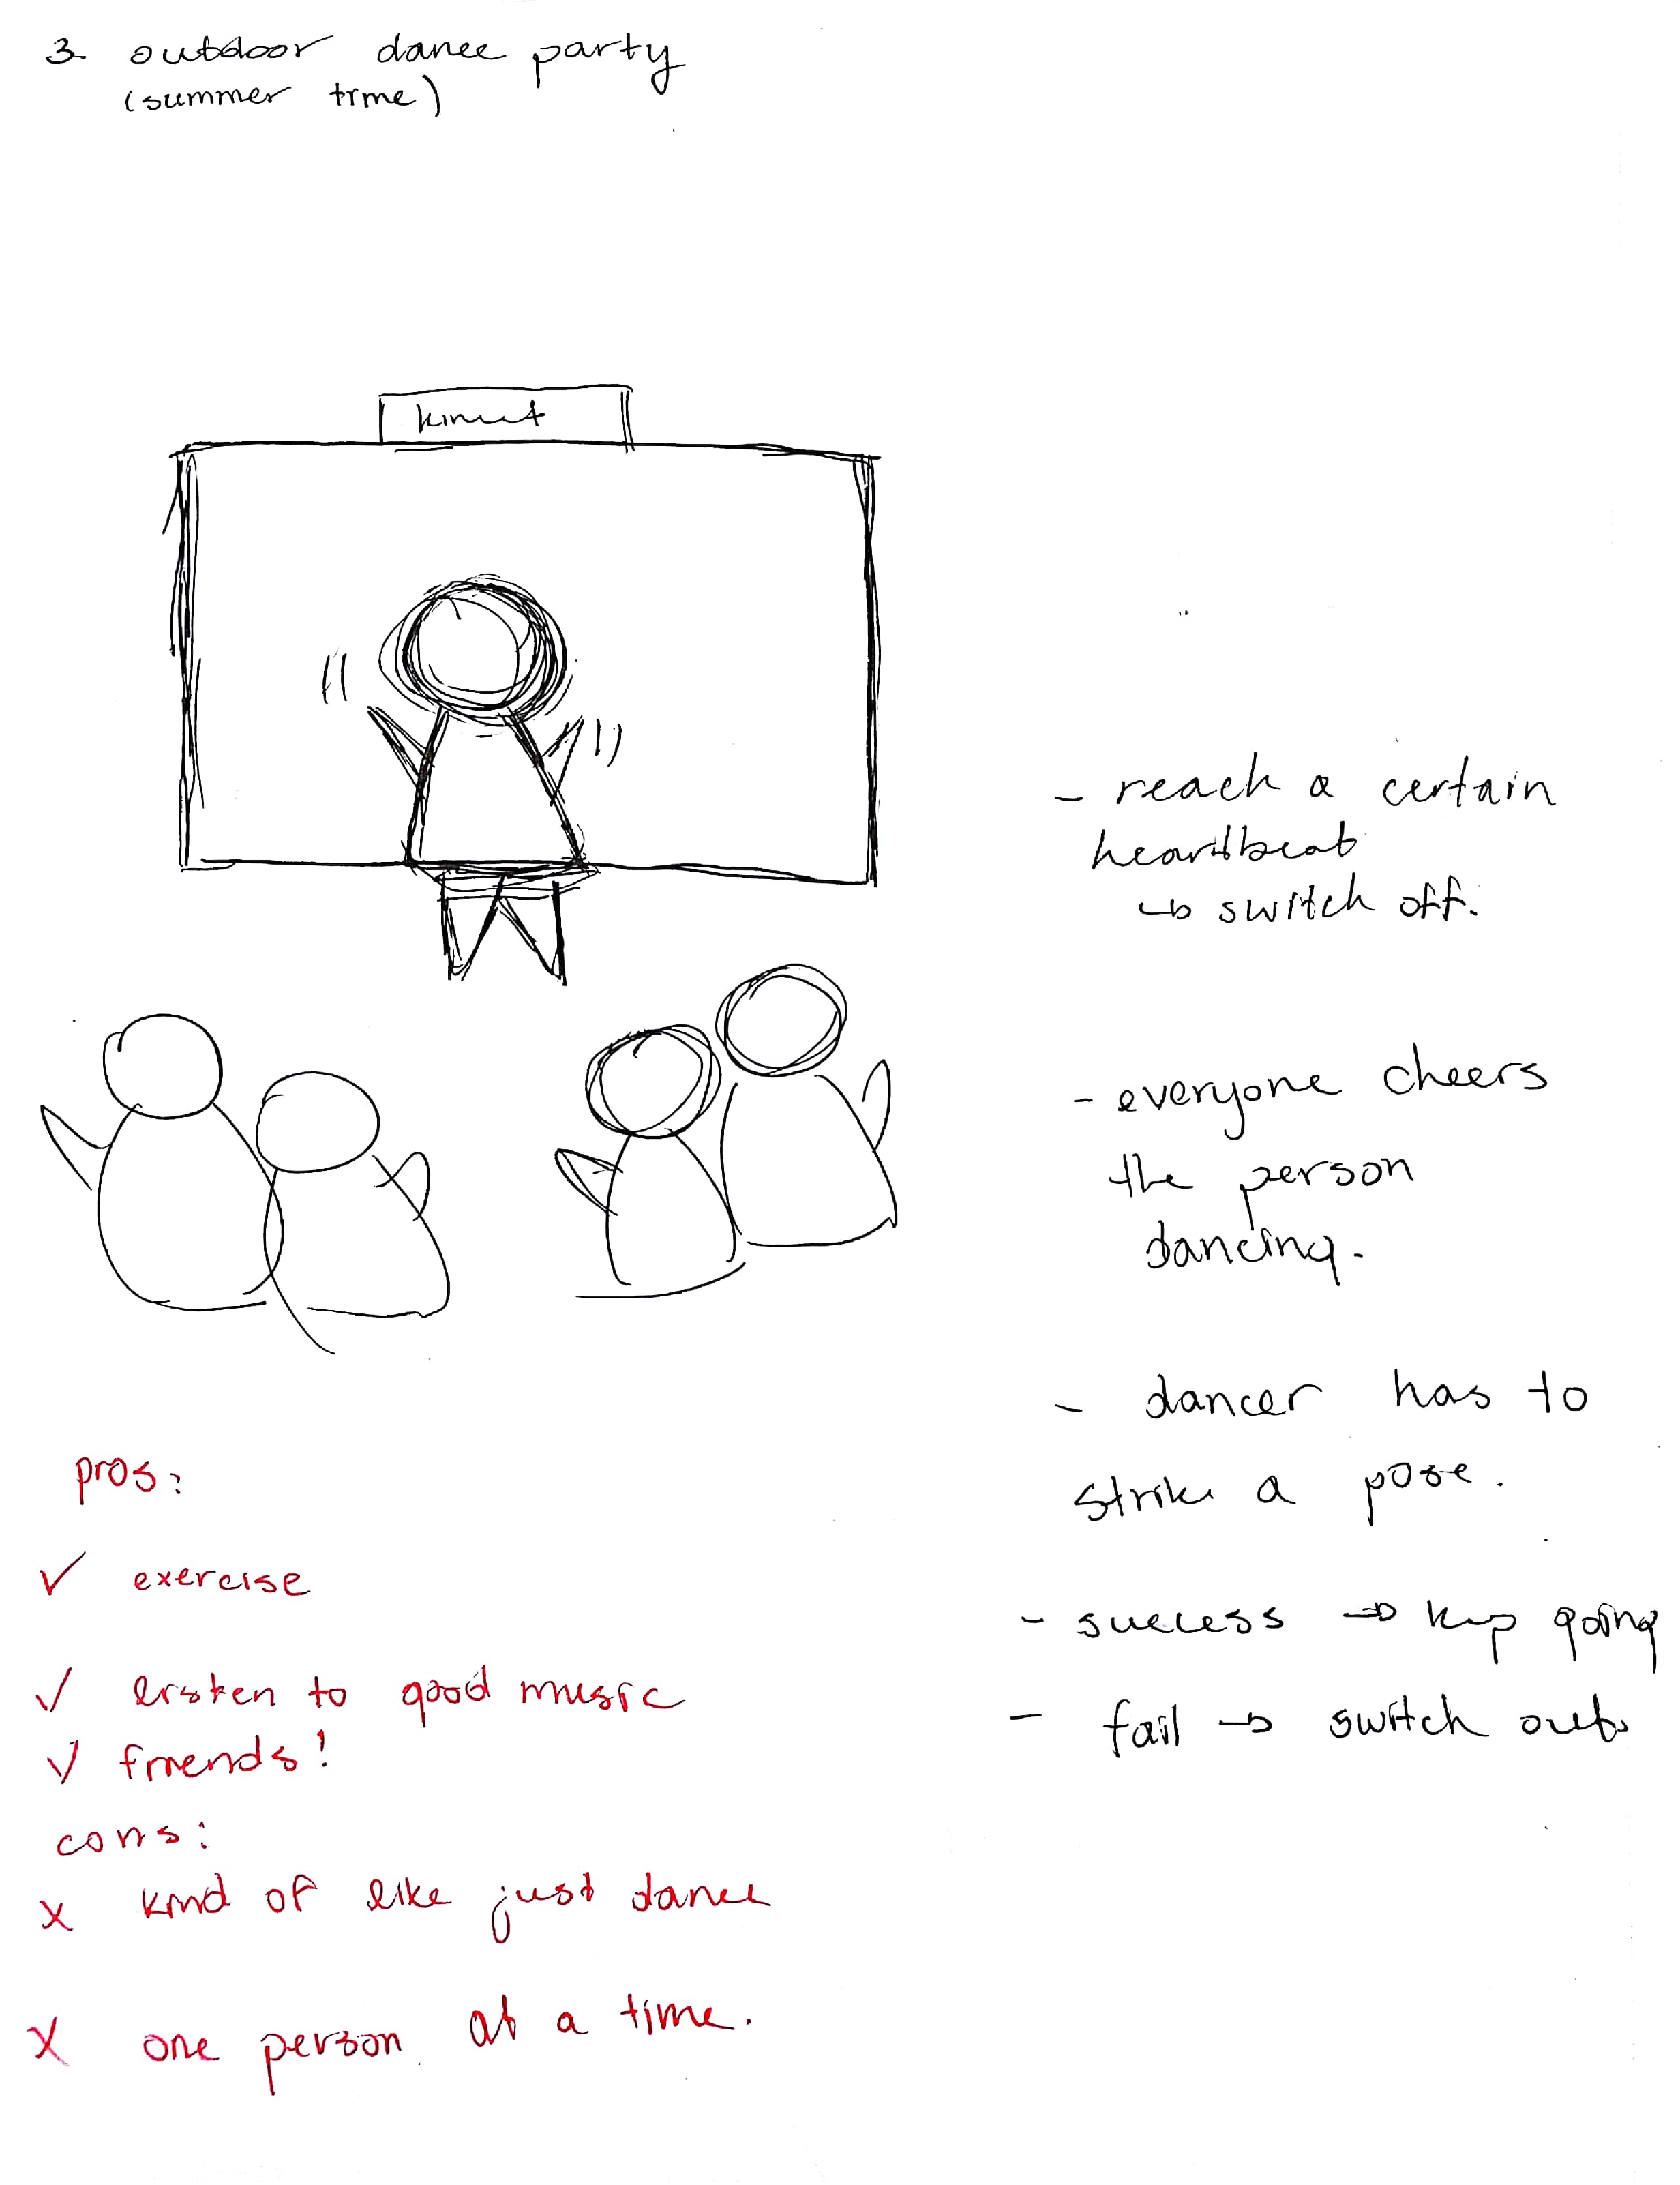 3. outdoor dance party
(summer time)
kinect
- reach a certain
heartbeat
→ switch off.
- everyone cheers
the person
dancing.
- dancer has to
strike a pose.
- success → keep going
- fail → switch out
pros:
✓ exercise
✓ listen to good music
✓ friends!
cons:
x kind of like just dance
x one person at a time.